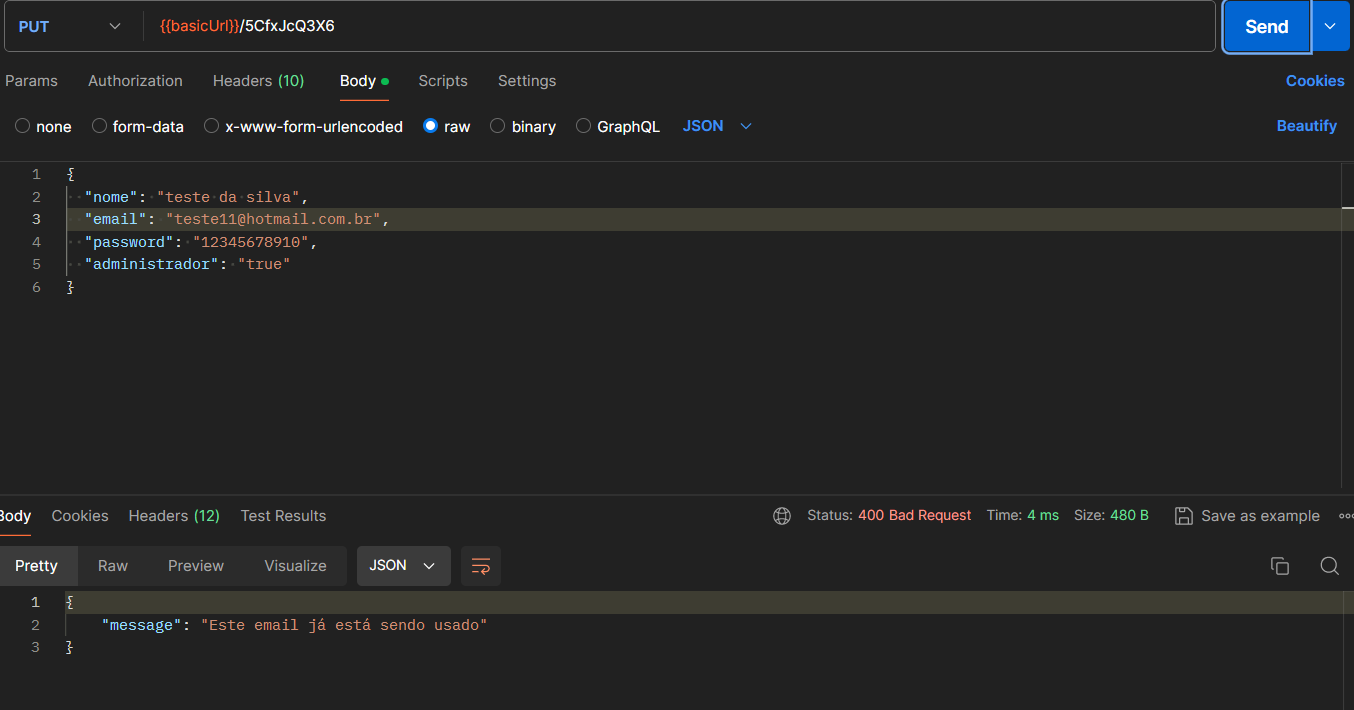 PUT {{basicUrl}}/5CfxJcQ3X6 Send
Params Authorization Headers (10) Body Scripts Settings Cookies
none form-data x-www-form-urlencoded raw binary GraphQL JSON Beautify
1 {
2 "nome": "teste da silva",
3 "email": "teste11@hotmail.com.br",
4 "password": "12345678910",
5 "administrador": "true"
6 }
Body Cookies Headers (12) Test Results Status: 400 Bad Request Time: 4 ms Size: 480 B Save as example
Pretty Raw Preview Visualize JSON
1 {
2 "message": "Este email já está sendo usado"
3 }